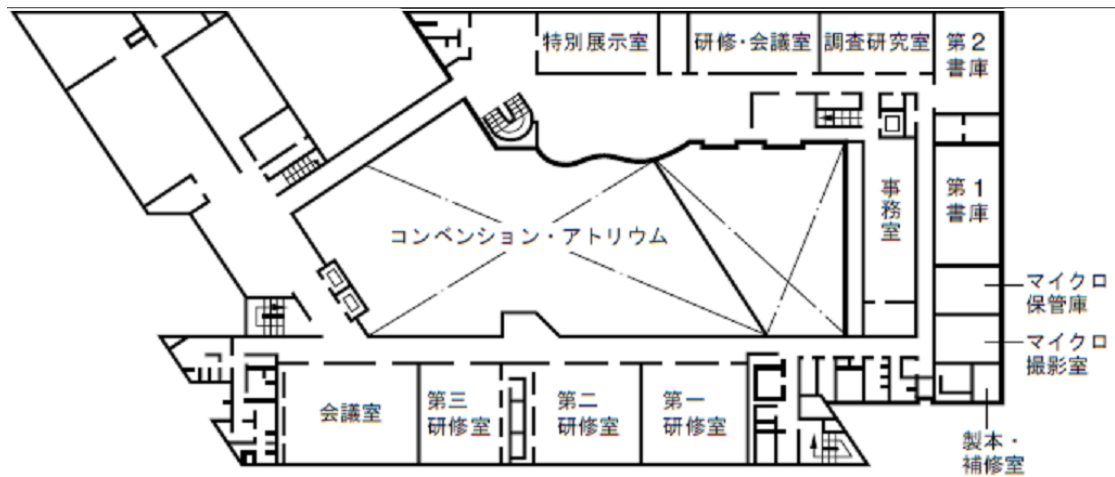 特別展示室
研修・会議室
調査研究室
第2
書庫
第1
書庫
事
務
室
コンベンション・アトリウム
マイクロ
保管庫
マイクロ
撮影室
会議室
第三
研修室
第二
研修室
第一
研修室
製本・
補修室